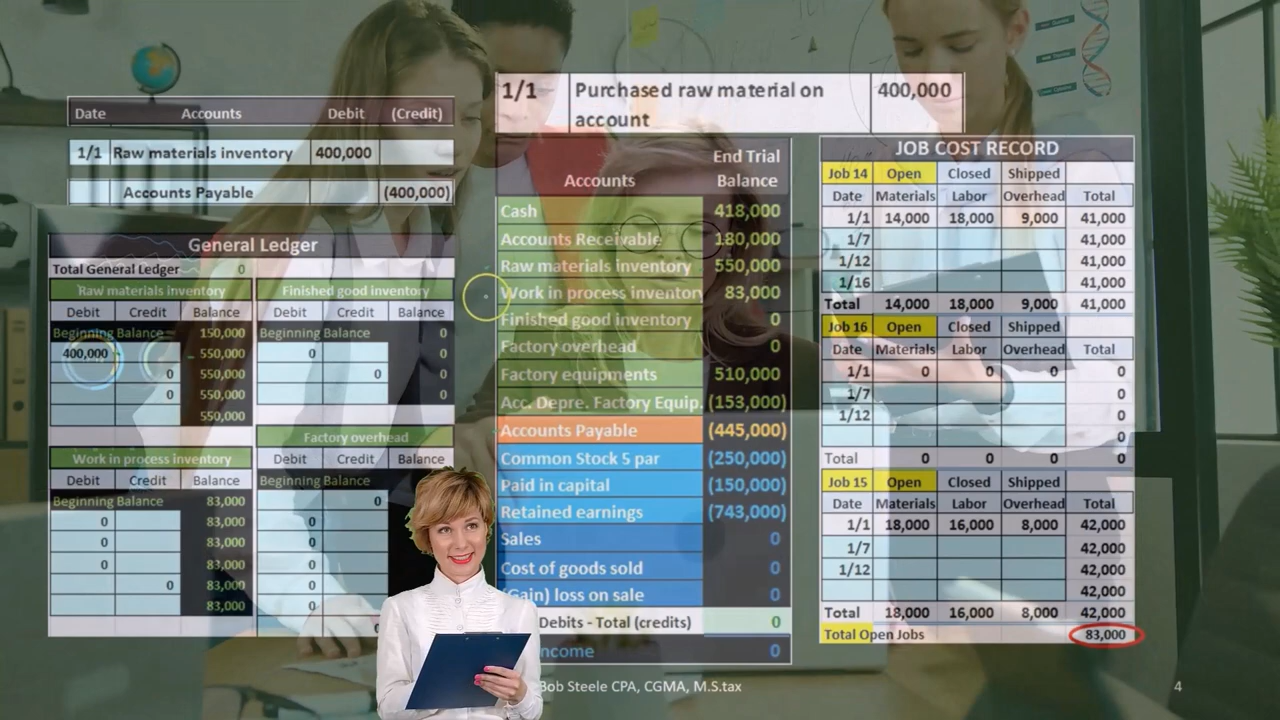 1/1 Purchased raw material on 400,000
account
Date Accounts Debit (Credit)
1/1 Raw materials inventory 400,000
Accounts Payable (400,000)
General Ledger
Total General Ledger 0
Raw materials inventory Finished good inventory
Debit Credit Balance Debit Credit Balance
Beginning Balance 150,000 Beginning Balance 0
400,000 550,000 0 0
0 550,000 0 0
0 550,000 0
550,000
Work in process inventory Factory overhead
Debit Credit Balance Debit Credit Balance
Beginning Balance 83,000 Beginning Balance
0 83,000 0
0 83,000 0
0 83,000 0
0 83,000 0
83,000 0
End Trial
Accounts Balance
Cash 418,000
Accounts Receivable 180,000
Raw materials inventory 550,000
Work in process inventory 83,000
Finished good inventory 0
Factory overhead 0
Factory equipments 510,000
Acc. Depre. Factory Equip. (153,000)
Accounts Payable (445,000)
Common Stock 5 par (250,000)
Paid in capital (150,000)
Retained earnings (743,000)
Sales 0
Cost of goods sold 0
(Gain) loss on sale 0
Debits - Total (credits) 0
income 0
JOB COST RECORD
Job 14 Open Closed Shipped
Date Materials Labor Overhead Total
1/1 14,000 18,000 9,000 41,000
1/7 41,000
1/12 41,000
1/16 41,000
Total 14,000 18,000 9,000 41,000
Job 16 Open Closed Shipped
Date Materials Labor Overhead Total
1/1 0 0 0 0
1/7 0
1/12 0
0
Total 0 0 0 0
Job 15 Open Closed Shipped
Date Materials Labor Overhead Total
1/1 18,000 16,000 8,000 42,000
1/7 42,000
1/12 42,000
42,000
Total 18,000 16,000 8,000 42,000
Total Open Jobs 83,000
Bob Steele CPA, CGMA, M.S.tax
4